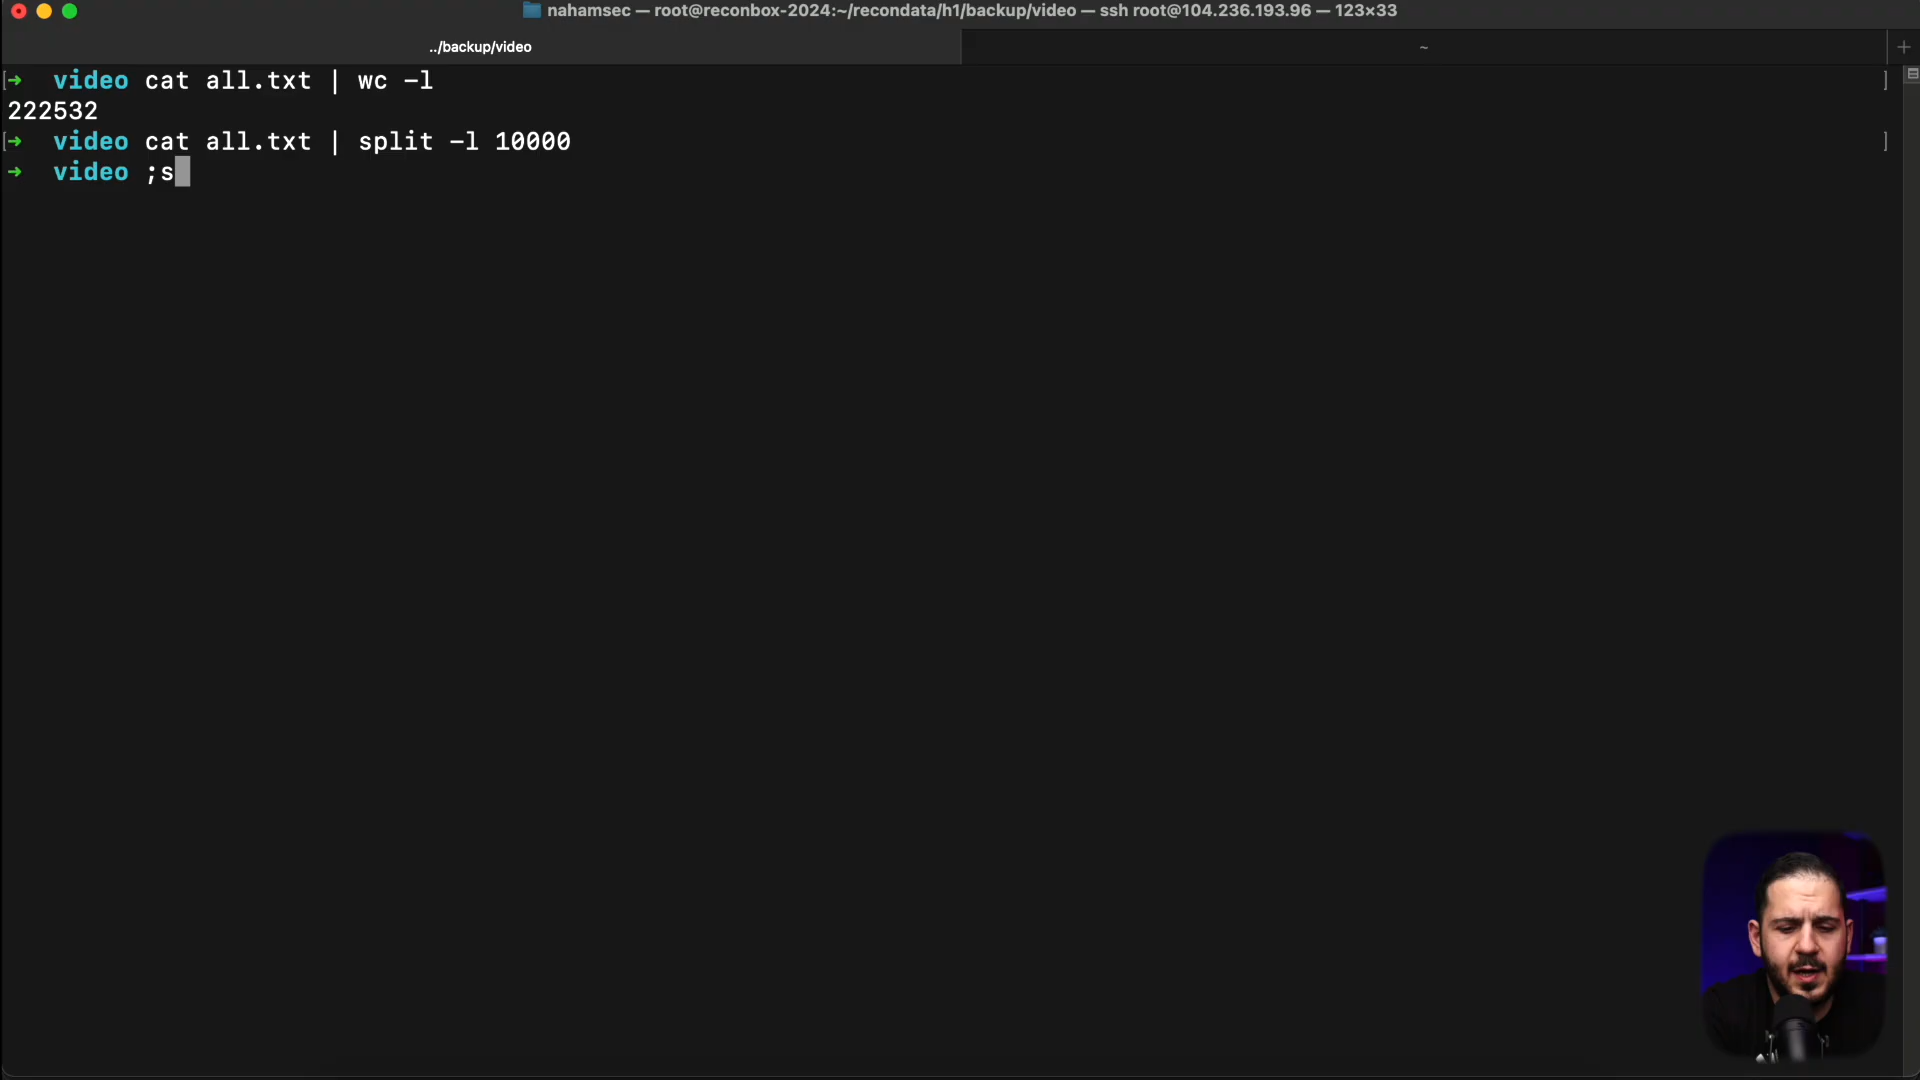 nahamsec — root@reconbox-2024:~/recondata/h1/backup/video — ssh root@104.236.193.96 — 123×33
../backup/video
~
[➜ video cat all.txt | wc -l ]
222532
[➜ video cat all.txt | split -l 10000 ]
➜ video ;s